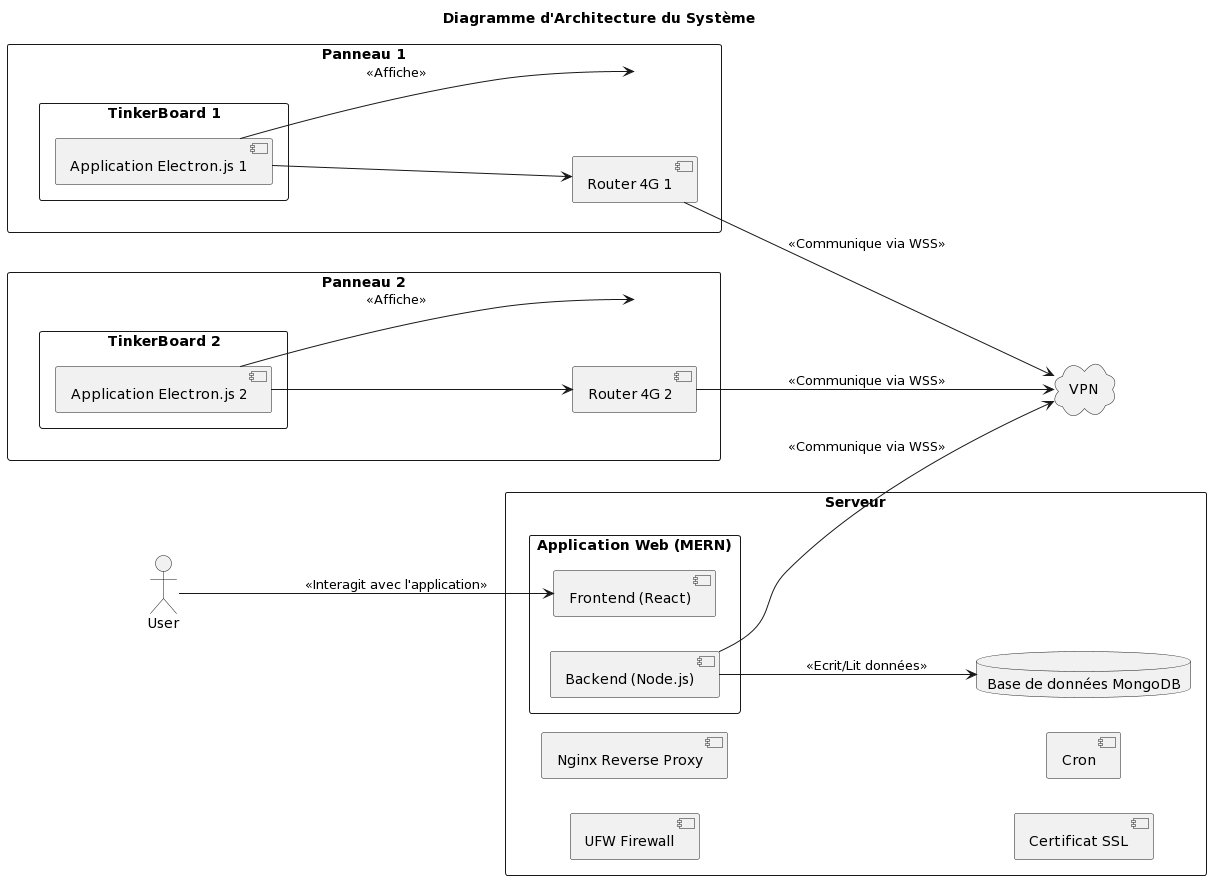 Diagramme d'Architecture du Système
Panneau 1
«Affiche»
TinkerBoard 1
Application Electron.js 1
Router 4G 1
«Communique via WSS»
Panneau 2
«Affiche»
TinkerBoard 2
Application Electron.js 2
Router 4G 2
«Communique via WSS»
VPN
«Communique via WSS»
Serveur
Application Web (MERN)
«Interagit avec l'application»
Frontend (React)
User
Backend (Node.js)
«Ecrit/Lit données»
Base de données MongoDB
Nginx Reverse Proxy
Cron
UFW Firewall
Certificat SSL